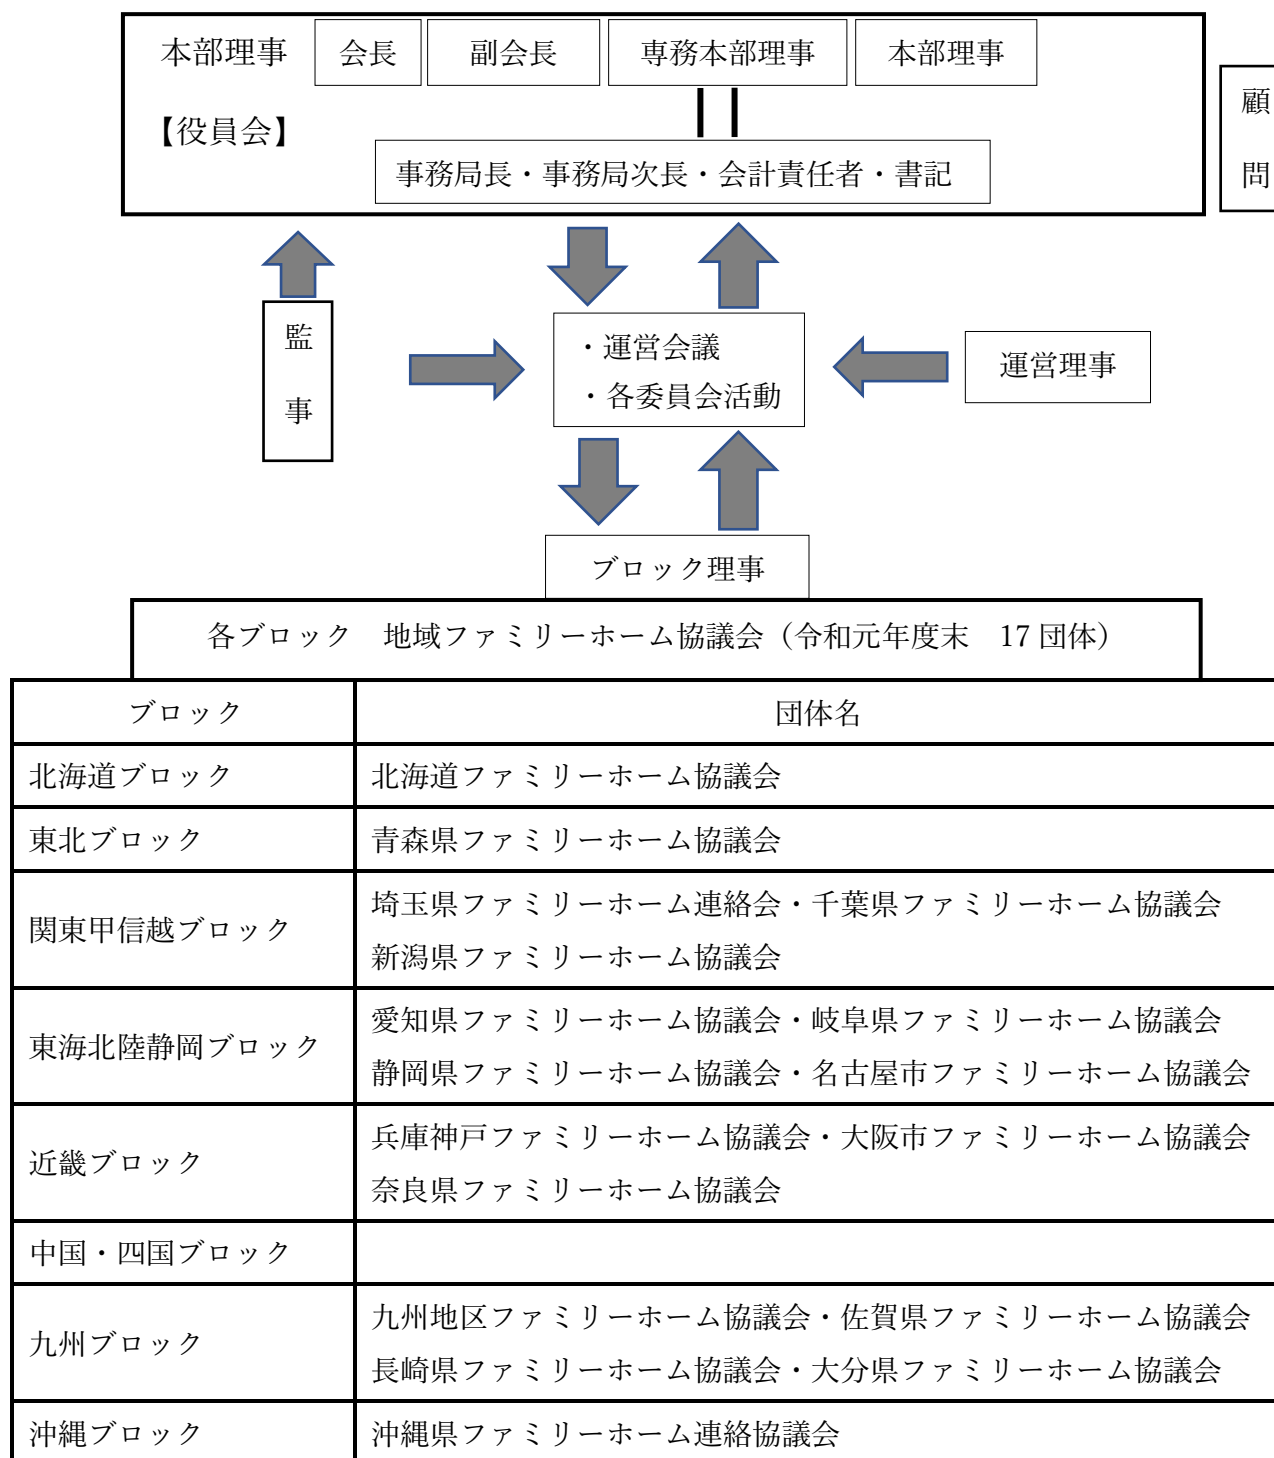 本部理事 会長 副会長 専務本部理事 本部理事
【役員会】
事務局長・事務局次長・会計責任者・書記
顧
問
監
事
・運営会議
・各委員会活動
運営理事
ブロック理事
各ブロック　地域ファミリーホーム協議会（令和元年度末　17 団体）
ブロック 団体名
北海道ブロック 北海道ファミリーホーム協議会
東北ブロック 青森県ファミリーホーム協議会
関東甲信越ブロック 埼玉県ファミリーホーム連絡会・千葉県ファミリーホーム協議会
新潟県ファミリーホーム協議会
東海北陸静岡ブロック 愛知県ファミリーホーム協議会・岐阜県ファミリーホーム協議会
静岡県ファミリーホーム協議会・名古屋市ファミリーホーム協議会
近畿ブロック 兵庫神戸ファミリーホーム協議会・大阪市ファミリーホーム協議会
奈良県ファミリーホーム協議会
中国・四国ブロック
九州ブロック 九州地区ファミリーホーム協議会・佐賀県ファミリーホーム協議会
長崎県ファミリーホーム協議会・大分県ファミリーホーム協議会
沖縄ブロック 沖縄県ファミリーホーム連絡協議会